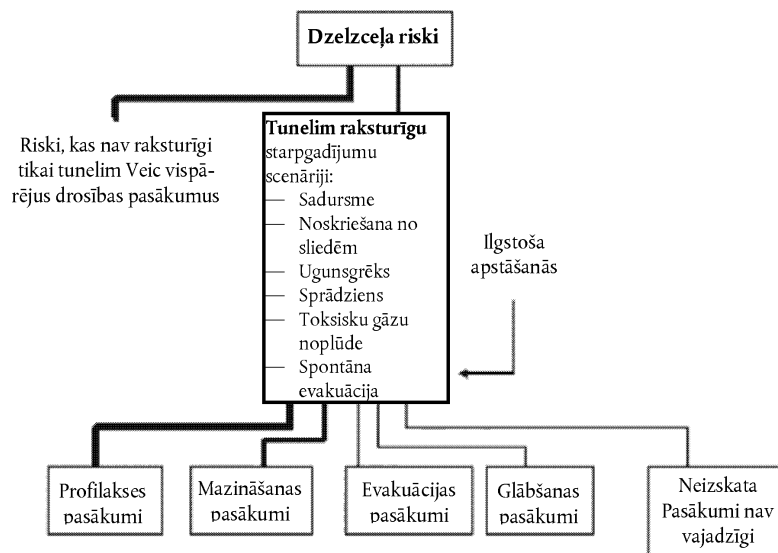 Dzelzceļa riski
Riski, kas nav raksturīgi
tikai tunelim Veic vispā-
rējus drosības pasākumus
Tunelim raksturīgu
starpgadījumu
scenāriji:
— Sadursme
— Noskriešana no
sliedēm
— Ugunsgrēks
— Sprādziens
— Toksisku gāzu
noplūde
— Spontāna
evakuācija
Ilgstoša
apstāšanās
Profilakses
pasākumi
Mazināšanas
pasākumi
Evakuācijas
pasākumi
Glābšanas
pasākumi
Neizskata
Pasākumi nav
vajadzīgi